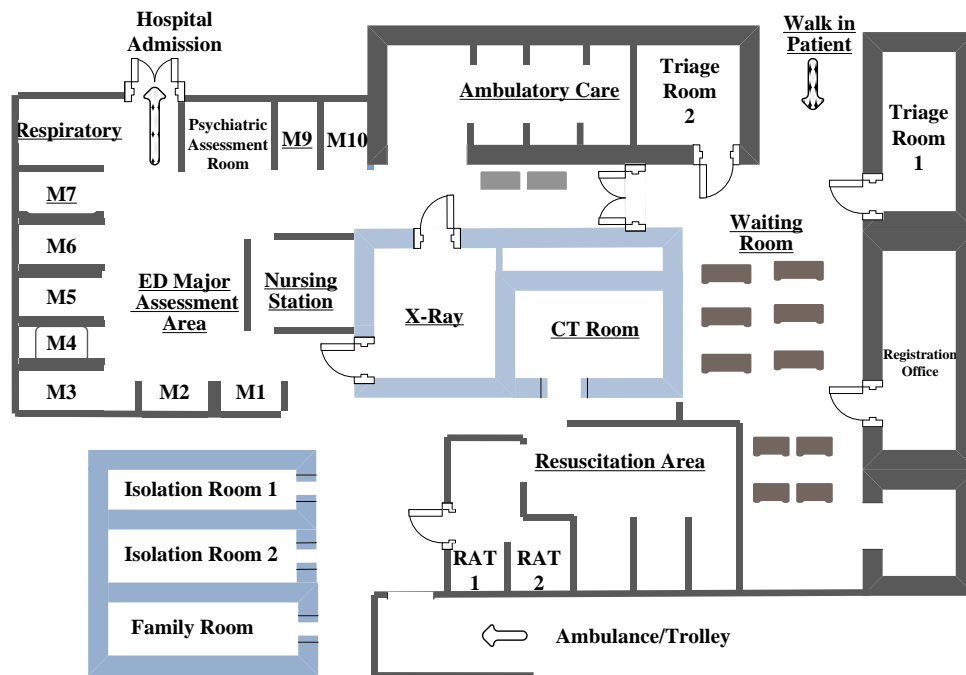 Hospital
Admission
Walk in
Patient
Ambulatory Care
Triage
Room
2
Triage
Room
1
Respiratory
Psychiatric
Assessment
Room
M9
M10
M7
M6
M5
M4
M3
M2
M1
ED Major
Assessment
Area
Nursing
Station
X-Ray
CT Room
Waiting
Room
Registration
Office
Resuscitation Area
Isolation Room 1
Isolation Room 2
Family Room
RAT
1
RAT
2
Ambulance/Trolley